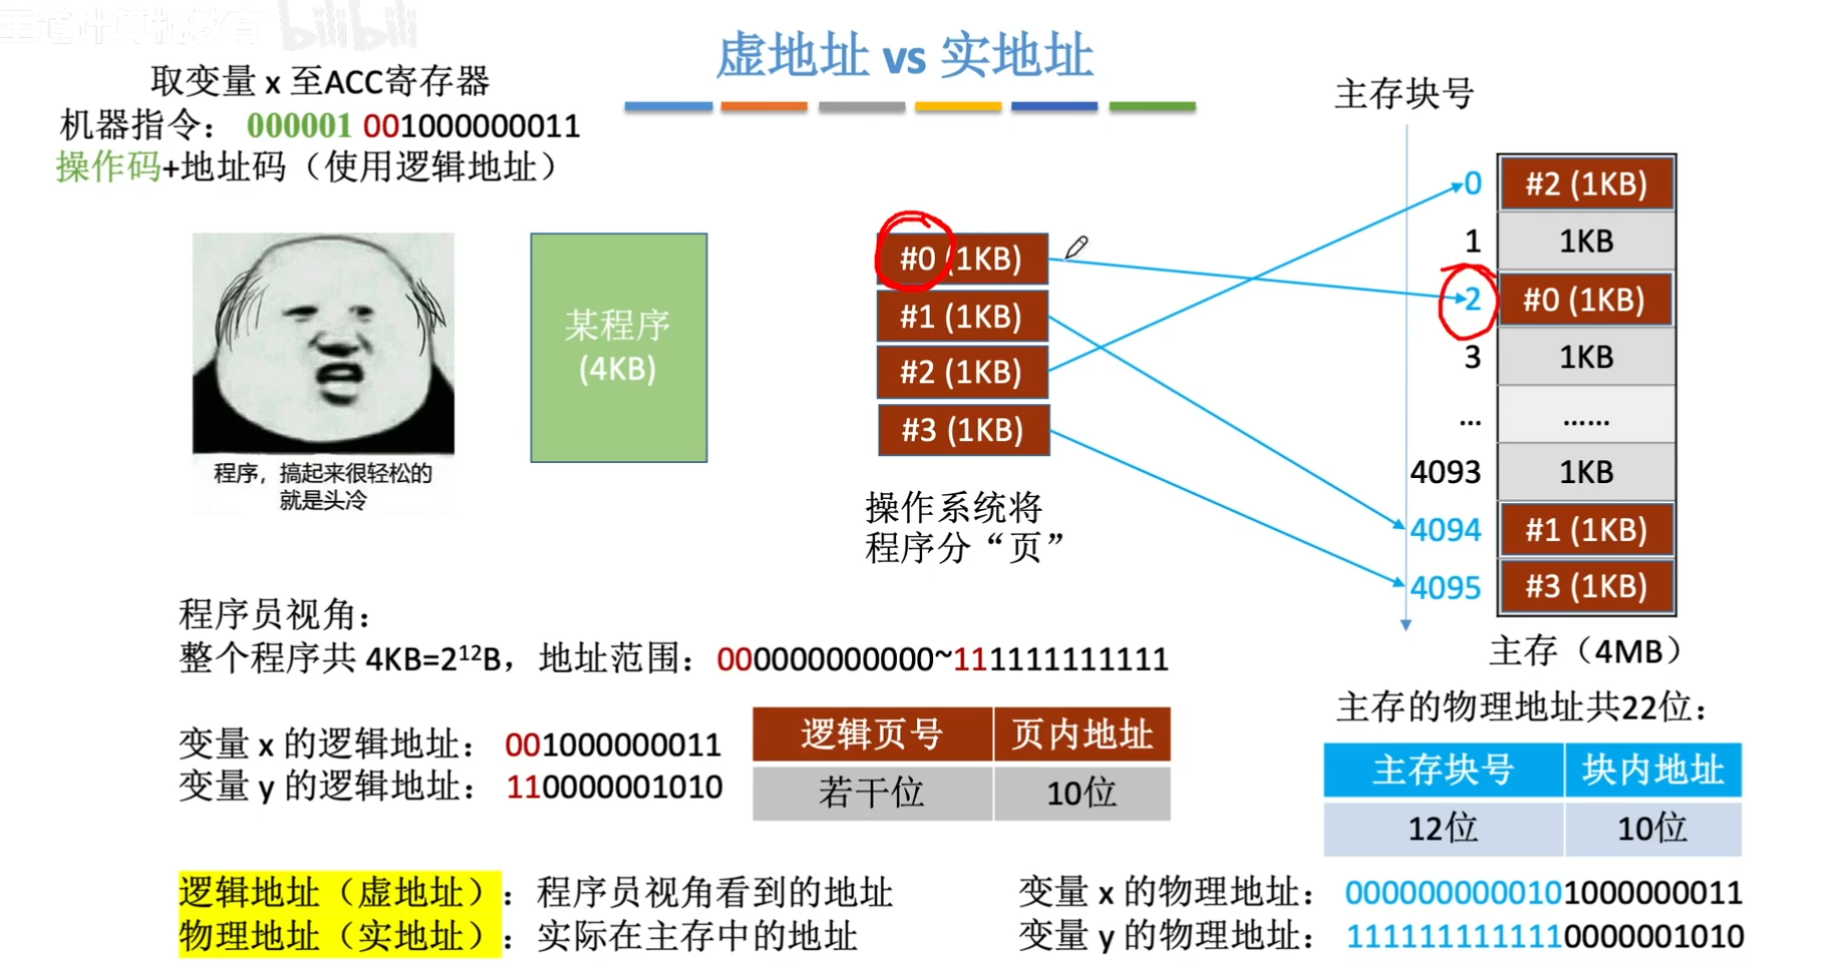 王道计算机教育 bilibili
虚地址 vs 实地址
取变量 x 至ACC寄存器
机器指令： 000001 001000000011
操作码+地址码（使用逻辑地址）
程序，搞起来很轻松的
就是头冷
某程序
(4KB)
#0 (1KB)
#1 (1KB)
#2 (1KB)
#3 (1KB)
操作系统将
程序分“页”
主存块号
0 #2 (1KB)
1 1KB
2 #0 (1KB)
3 1KB
... ......
4093 1KB
4094 #1 (1KB)
4095 #3 (1KB)
主存（4MB）
程序员视角：
整个程序共 4KB=2¹²B，地址范围：000000000000~111111111111
变量 x 的逻辑地址： 001000000011
变量 y 的逻辑地址： 110000001010
逻辑页号 页内地址
若干位 10位
主存的物理地址共22位：
主存块号 块内地址
12位 10位
逻辑地址（虚地址）：程序员视角看到的地址
物理地址（实地址）：实际在主存中的地址
变量 x 的物理地址： 0000000000101000000011
变量 y 的物理地址： 1111111111110000001010